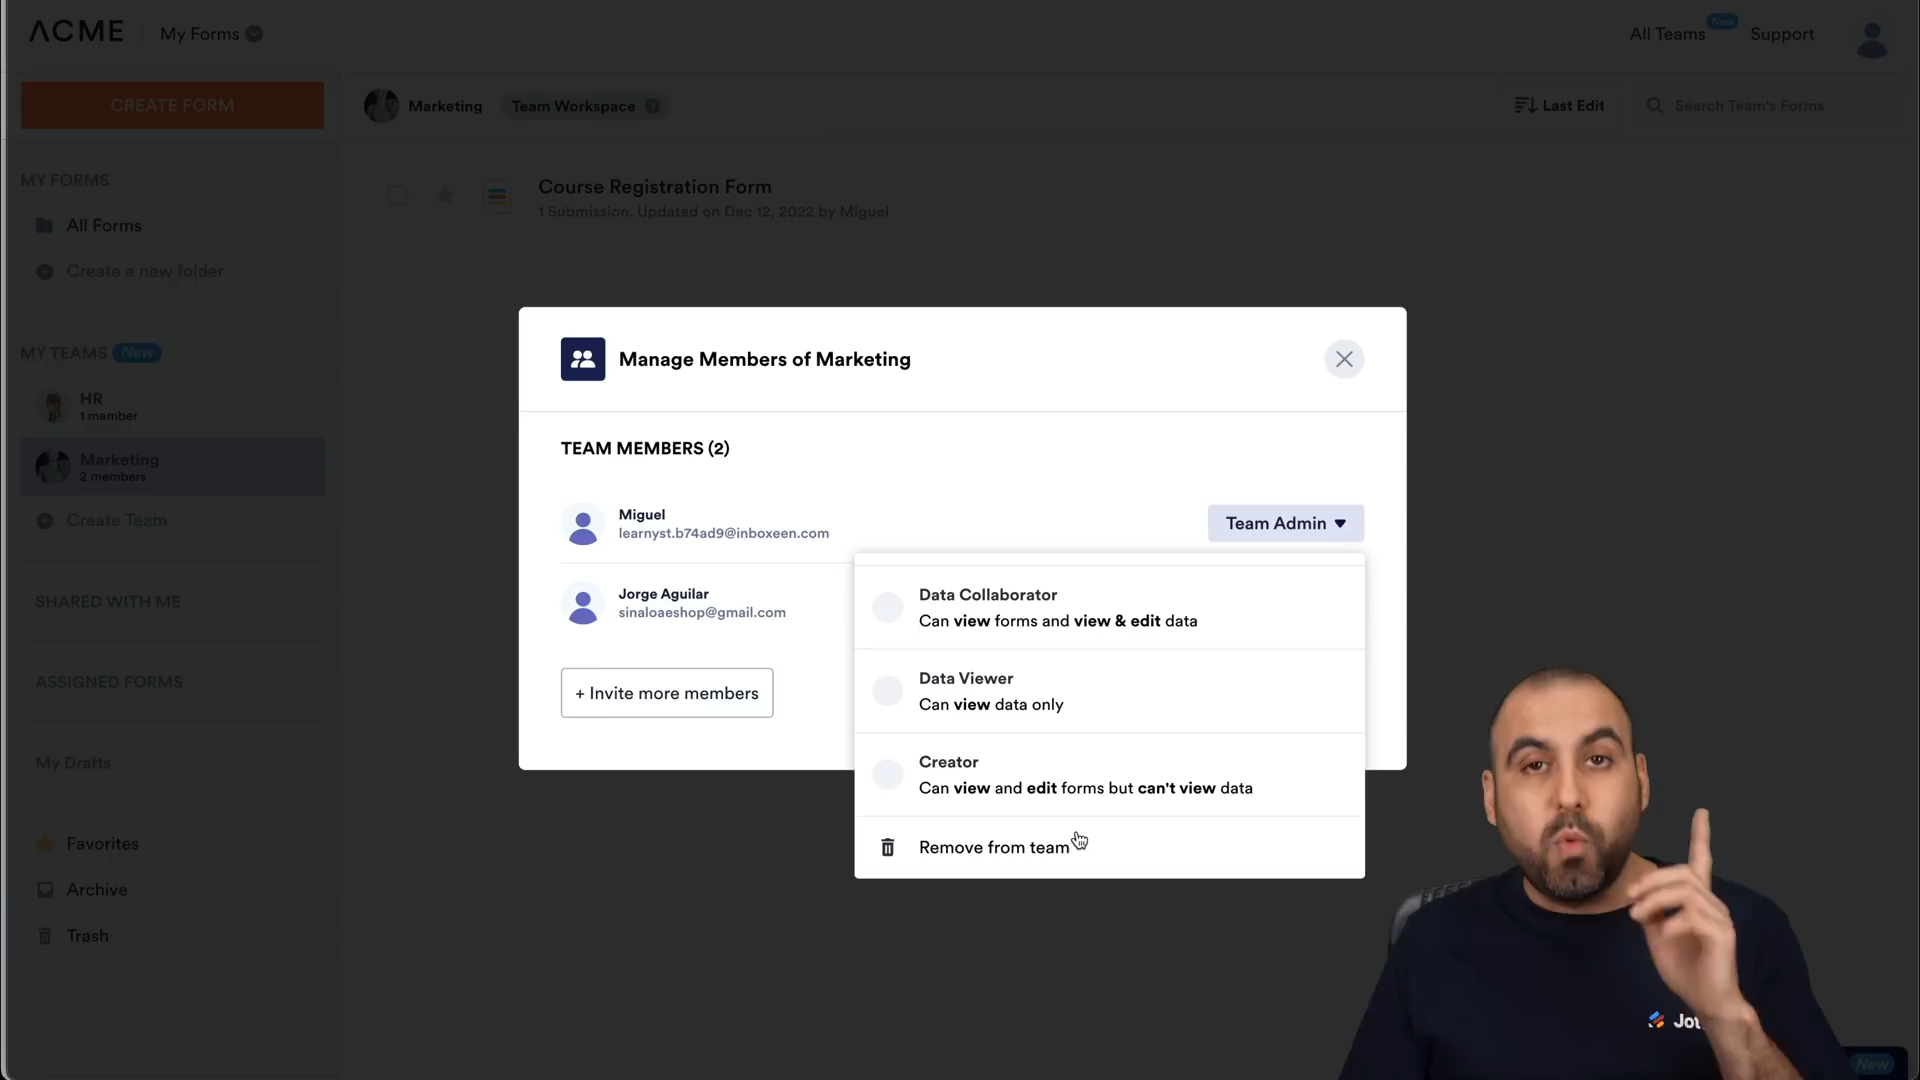 ACME
My Forms
All Teams
New
Support
CREATE FORM
Marketing
Team Workspace
Last Edit
Search Team's Forms
MY FORMS
All Forms
Create a new folder
MY TEAMS New
HR
1 member
Marketing
2 members
Create Team
SHARED WITH ME
ASSIGNED FORMS
My Drafts
Favorites
Archive
Trash
Course Registration Form
1 Submission. Updated on Dec 12, 2022 by Miguel
Manage Members of Marketing
TEAM MEMBERS (2)
Miguel
learnyst.b74ad9@inboxeen.com
Team Admin
Jorge Aguilar
sinaloaeshop@gmail.com
+ Invite more members
Data Collaborator
Can view forms and view & edit data
Data Viewer
Can view data only
Creator
Can view and edit forms but can't view data
Remove from team
Jot
New